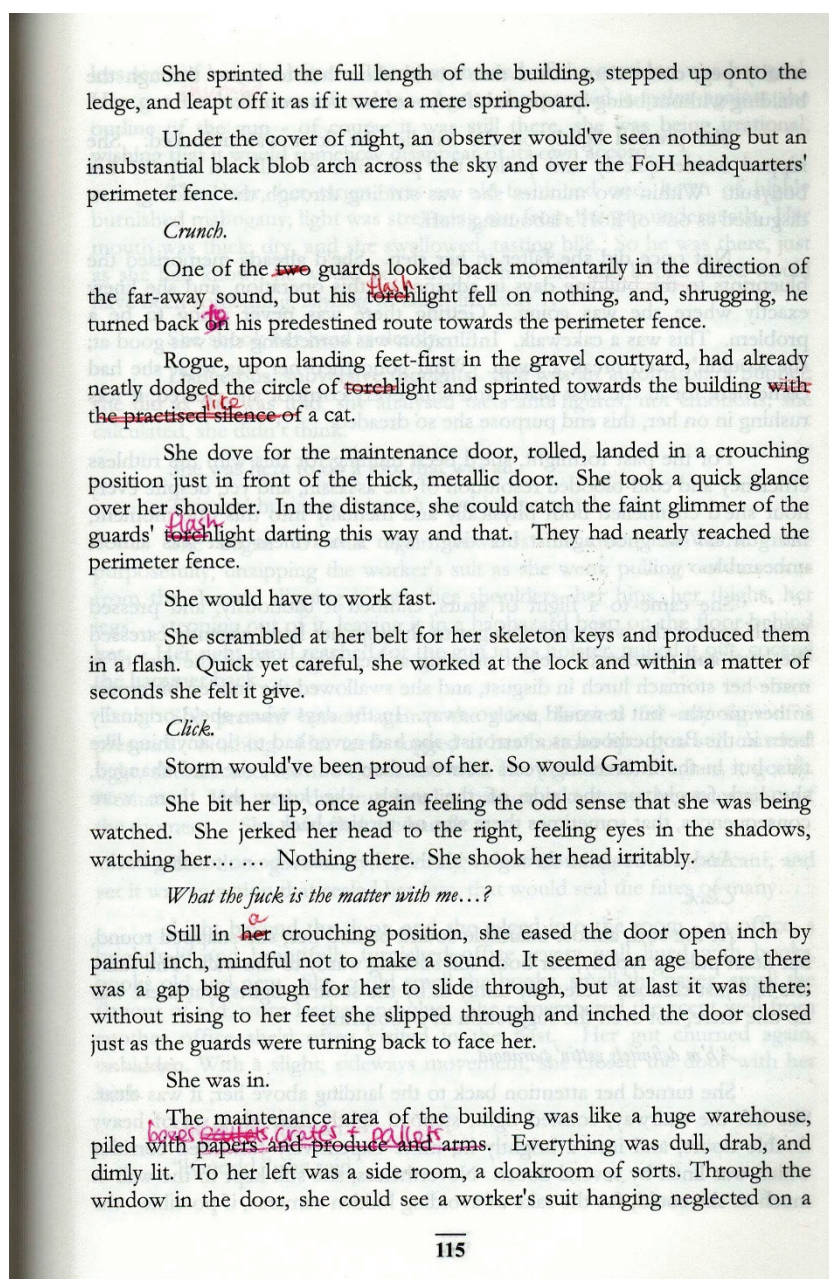 She sprinted the full length of the building, stepped up onto the
ledge, and leapt off it as if it were a mere springboard.
Under the cover of night, an observer would've seen nothing but an
insubstantial black blob arch across the sky and over the FoH headquarters'
perimeter fence.
Crunch.
One of the two guards looked back momentarily in the direction of
flash
the far-away sound, but his torchlight fell on nothing, and, shrugging, he
to
turned back on his predestined route towards the perimeter fence.
Rogue, upon landing feet-first in the gravel courtyard, had already
neatly dodged the circle of torchlight and sprinted towards the building with
like
the practised silence of a cat.
She dove for the maintenance door, rolled, landed in a crouching
position just in front of the thick, metallic door. She took a quick glance
over her shoulder. In the distance, she could catch the faint glimmer of the
flash
guards' torchlight darting this way and that. They had nearly reached the
perimeter fence.
She would have to work fast.
She scrambled at her belt for her skeleton keys and produced them
in a flash. Quick yet careful, she worked at the lock and within a matter of
seconds she felt it give.
Click.
Storm would've been proud of her. So would Gambit.
She bit her lip, once again feeling the odd sense that she was being
watched. She jerked her head to the right, feeling eyes in the shadows,
watching her…… Nothing there. She shook her head irritably.
What the fuck is the matter with me…?
a
Still in her crouching position, she eased the door open inch by
painful inch, mindful not to make a sound. It seemed an age before there
was a gap big enough for her to slide through, but at last it was there;
without rising to her feet she slipped through and inched the door closed
just as the guards were turning back to face her.
She was in.
The maintenance area of the building was like a huge warehouse,
boxes crates + pallets
piled with papers and produce and arms. Everything was dull, drab, and
dimly lit. To her left was a side room, a cloakroom of sorts. Through the
window in the door, she could see a worker's suit hanging neglected on a
115